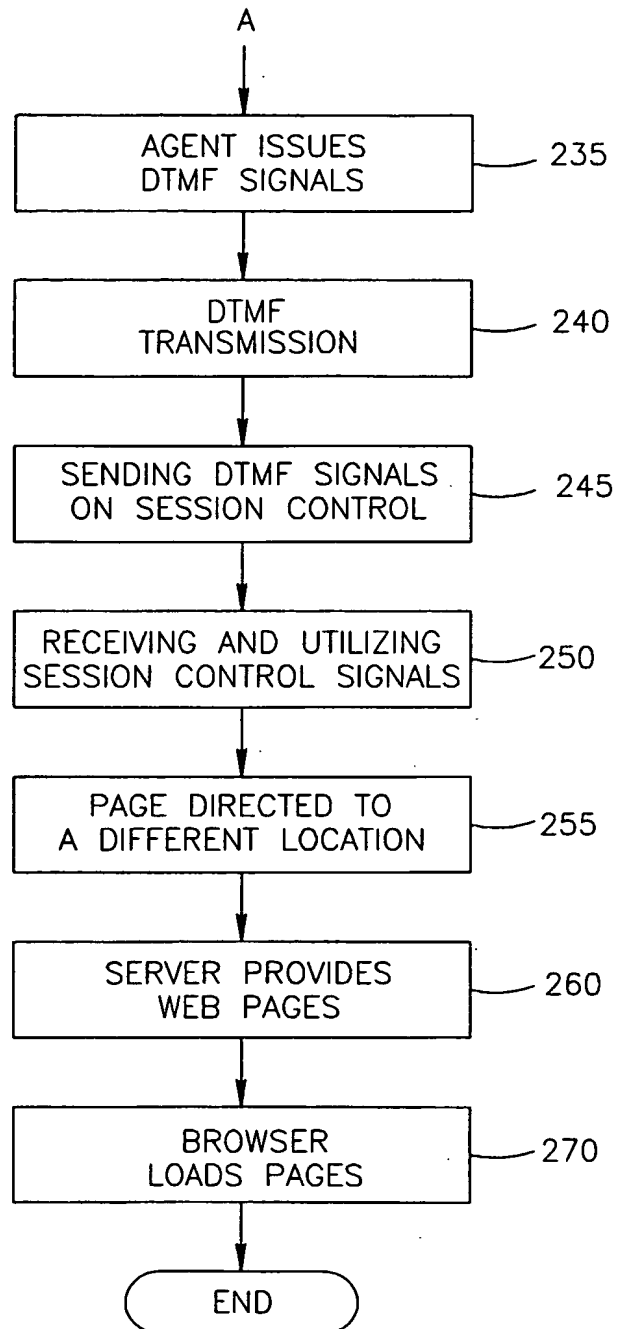 A
AGENT ISSUES
DTMF SIGNALS
235
DTMF
TRANSMISSION
240
SENDING DTMF SIGNALS
ON SESSION CONTROL
245
RECEIVING AND UTILIZING
SESSION CONTROL SIGNALS
250
PAGE DIRECTED TO
A DIFFERENT LOCATION
255
SERVER PROVIDES
WEB PAGES
260
BROWSER
LOADS PAGES
270
END